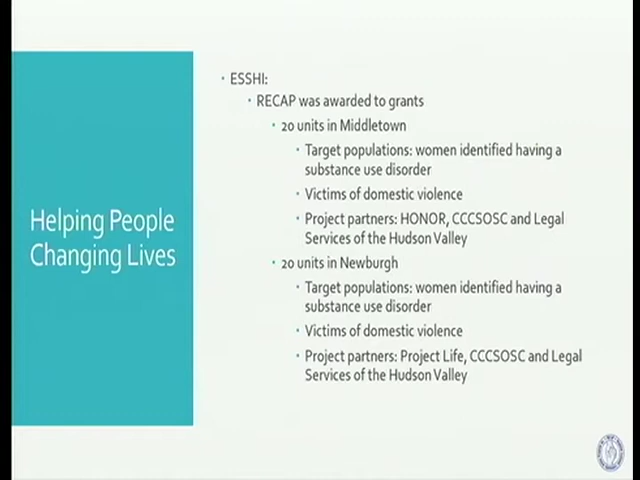 Helping People
Changing Lives
• ESSHI:
• RECAP was awarded to grants
• 20 units in Middletown
• Target populations: women identified having a
substance use disorder
• Victims of domestic violence
• Project partners: HONOR, CCCSOSC and Legal
Services of the Hudson Valley
• 20 units in Newburgh
• Target populations: women identified having a
substance use disorder
• Victims of domestic violence
• Project partners: Project Life, CCCSOSC and Legal
Services of the Hudson Valley